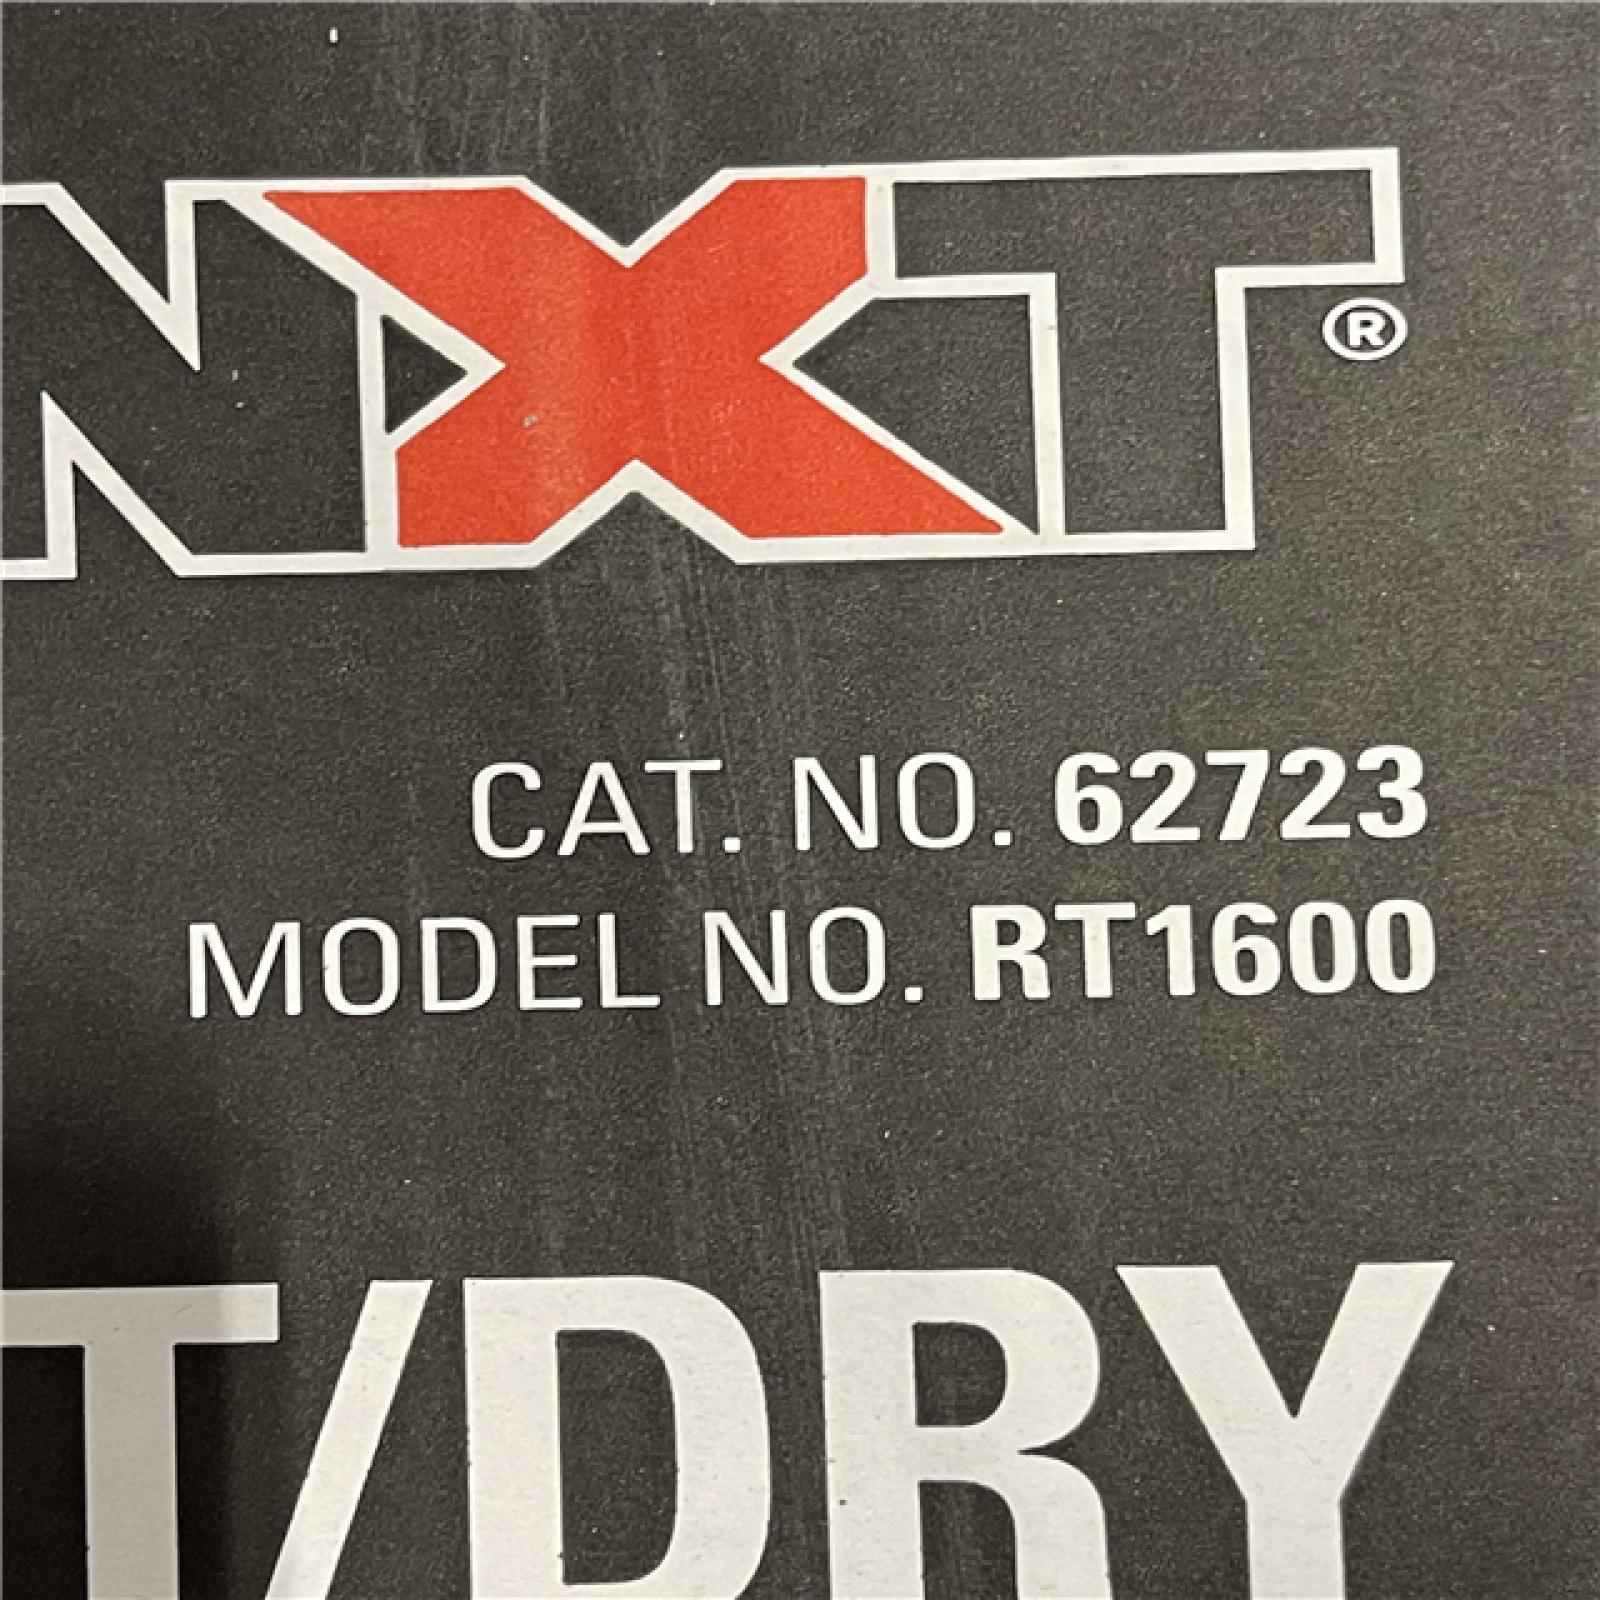 NXT®
CAT. NO. 62723
MODEL NO. RT1600
T/DRY